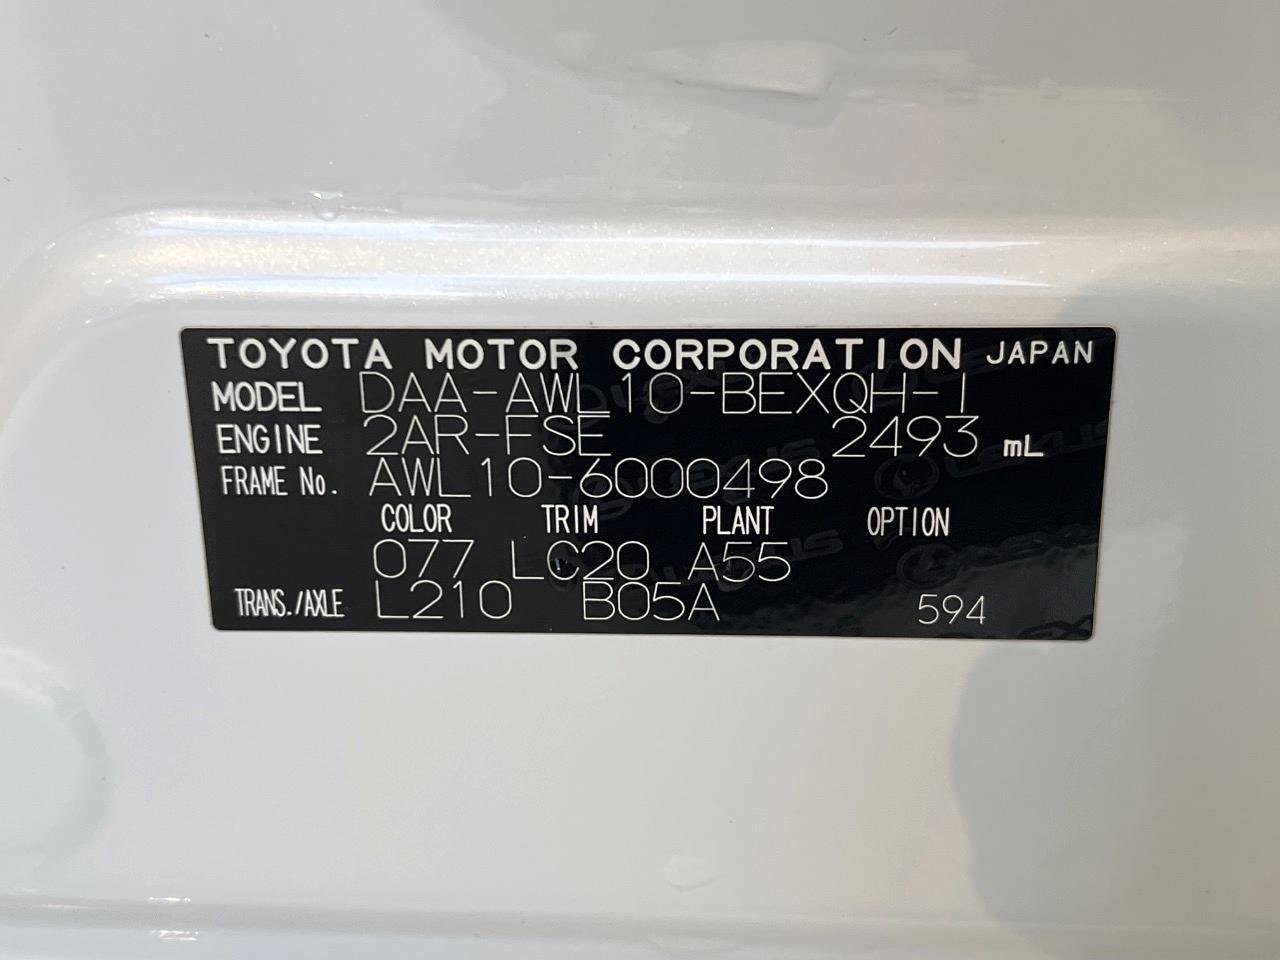 TOYOTA MOTOR CORPORATION JAPAN
MODEL DAA-AWL10-BEXQH-1
ENGINE 2AR-FSE 2493 mL
FRAME No. AWL10-6000498
COLOR TRIM PLANT OPTION
077 LC20 A55
TRANS./AXLE L210 B05A 594